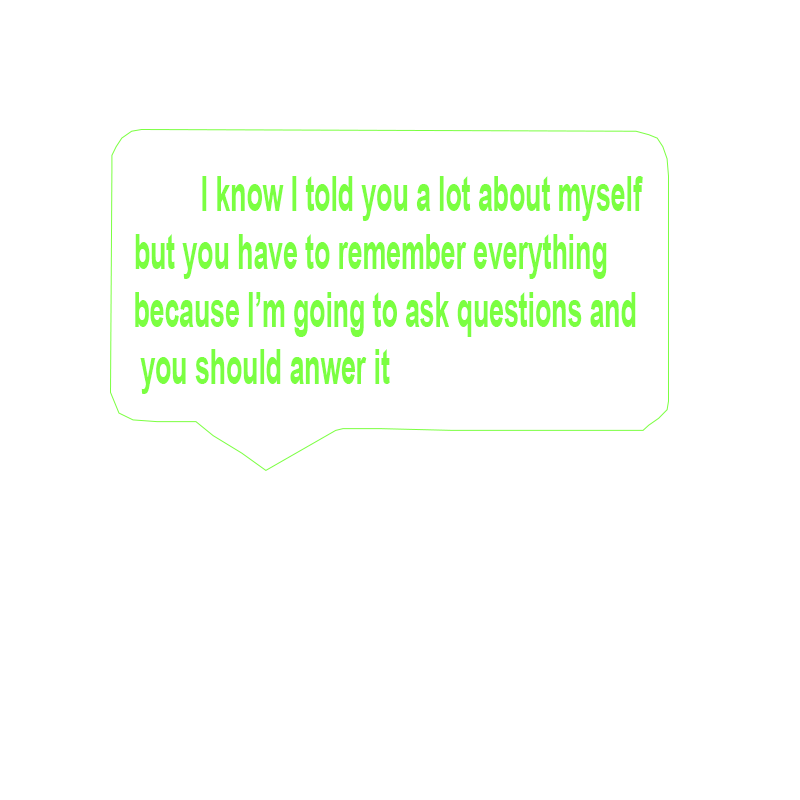 I know I told you a lot about myself
but you have to remember everything
because I’m going to ask questions and
you should anwer it